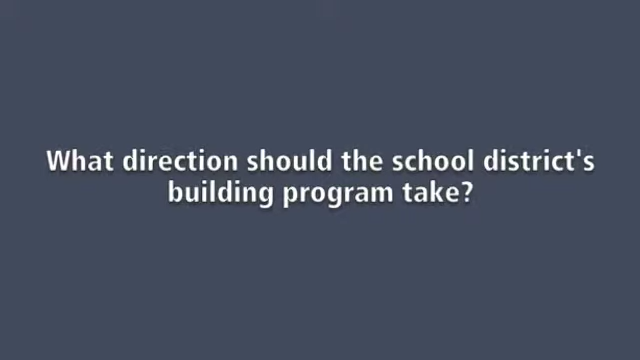 What direction should the school district's
building program take?